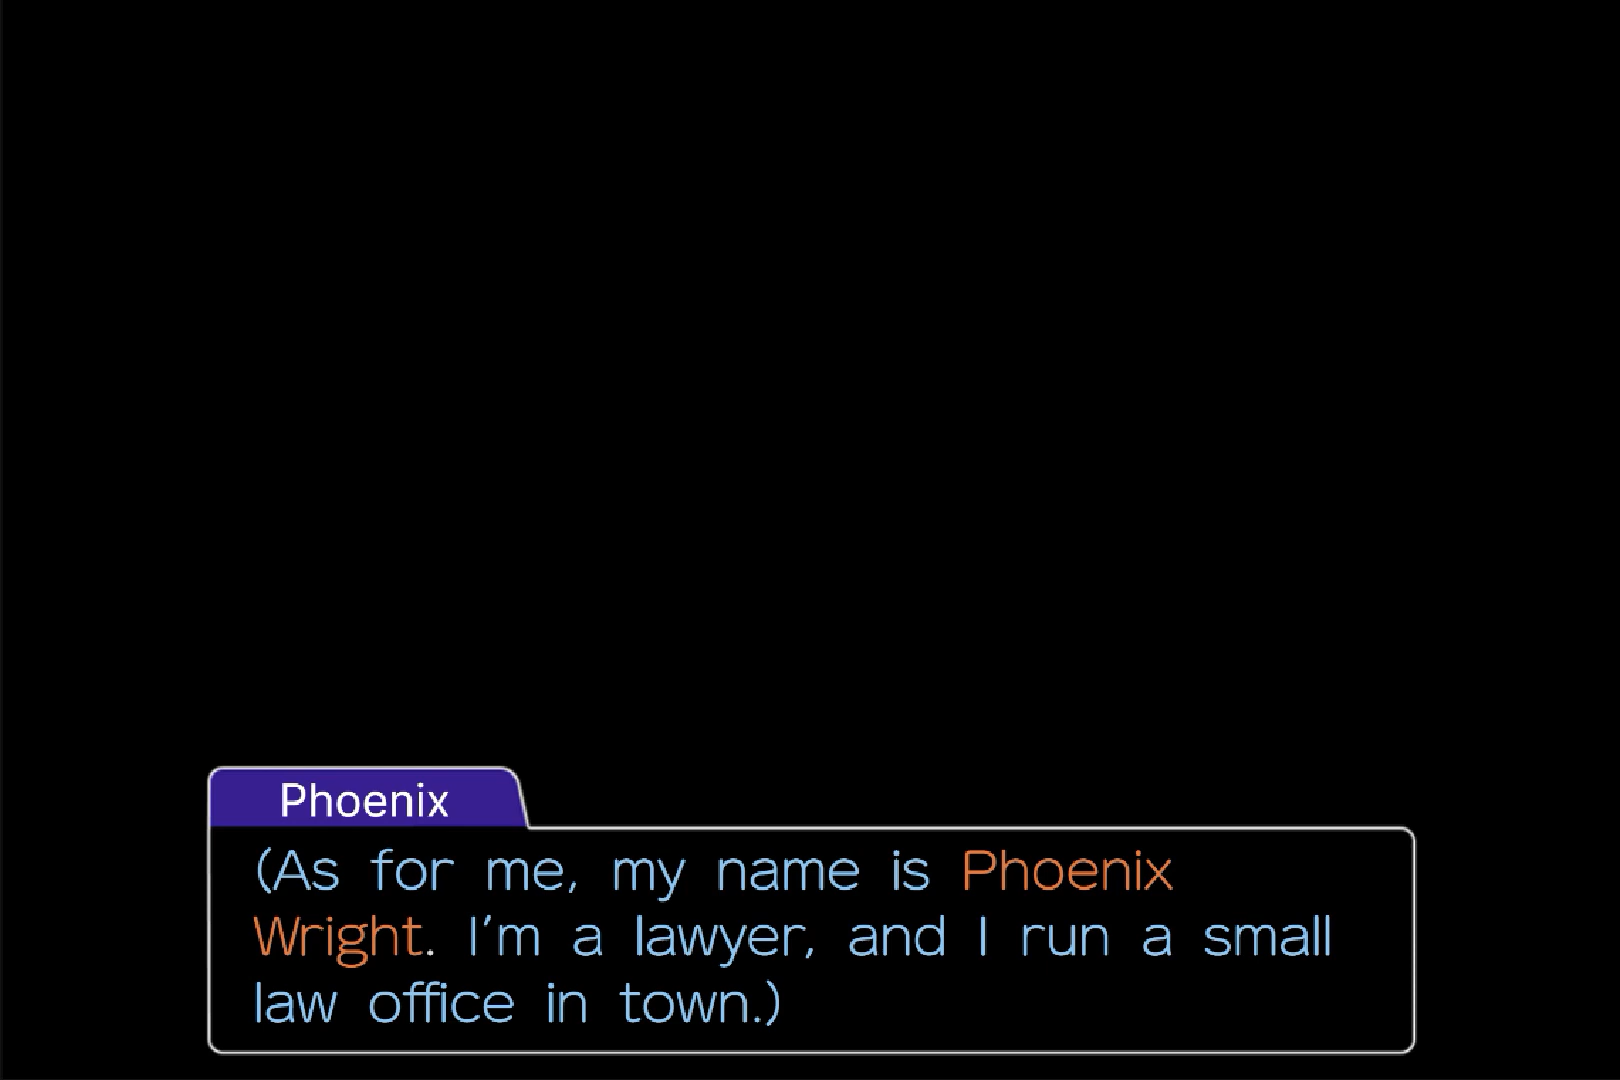 Phoenix
(As for me, my name is Phoenix
Wright. I'm a lawyer, and I run a small
law office in town.)